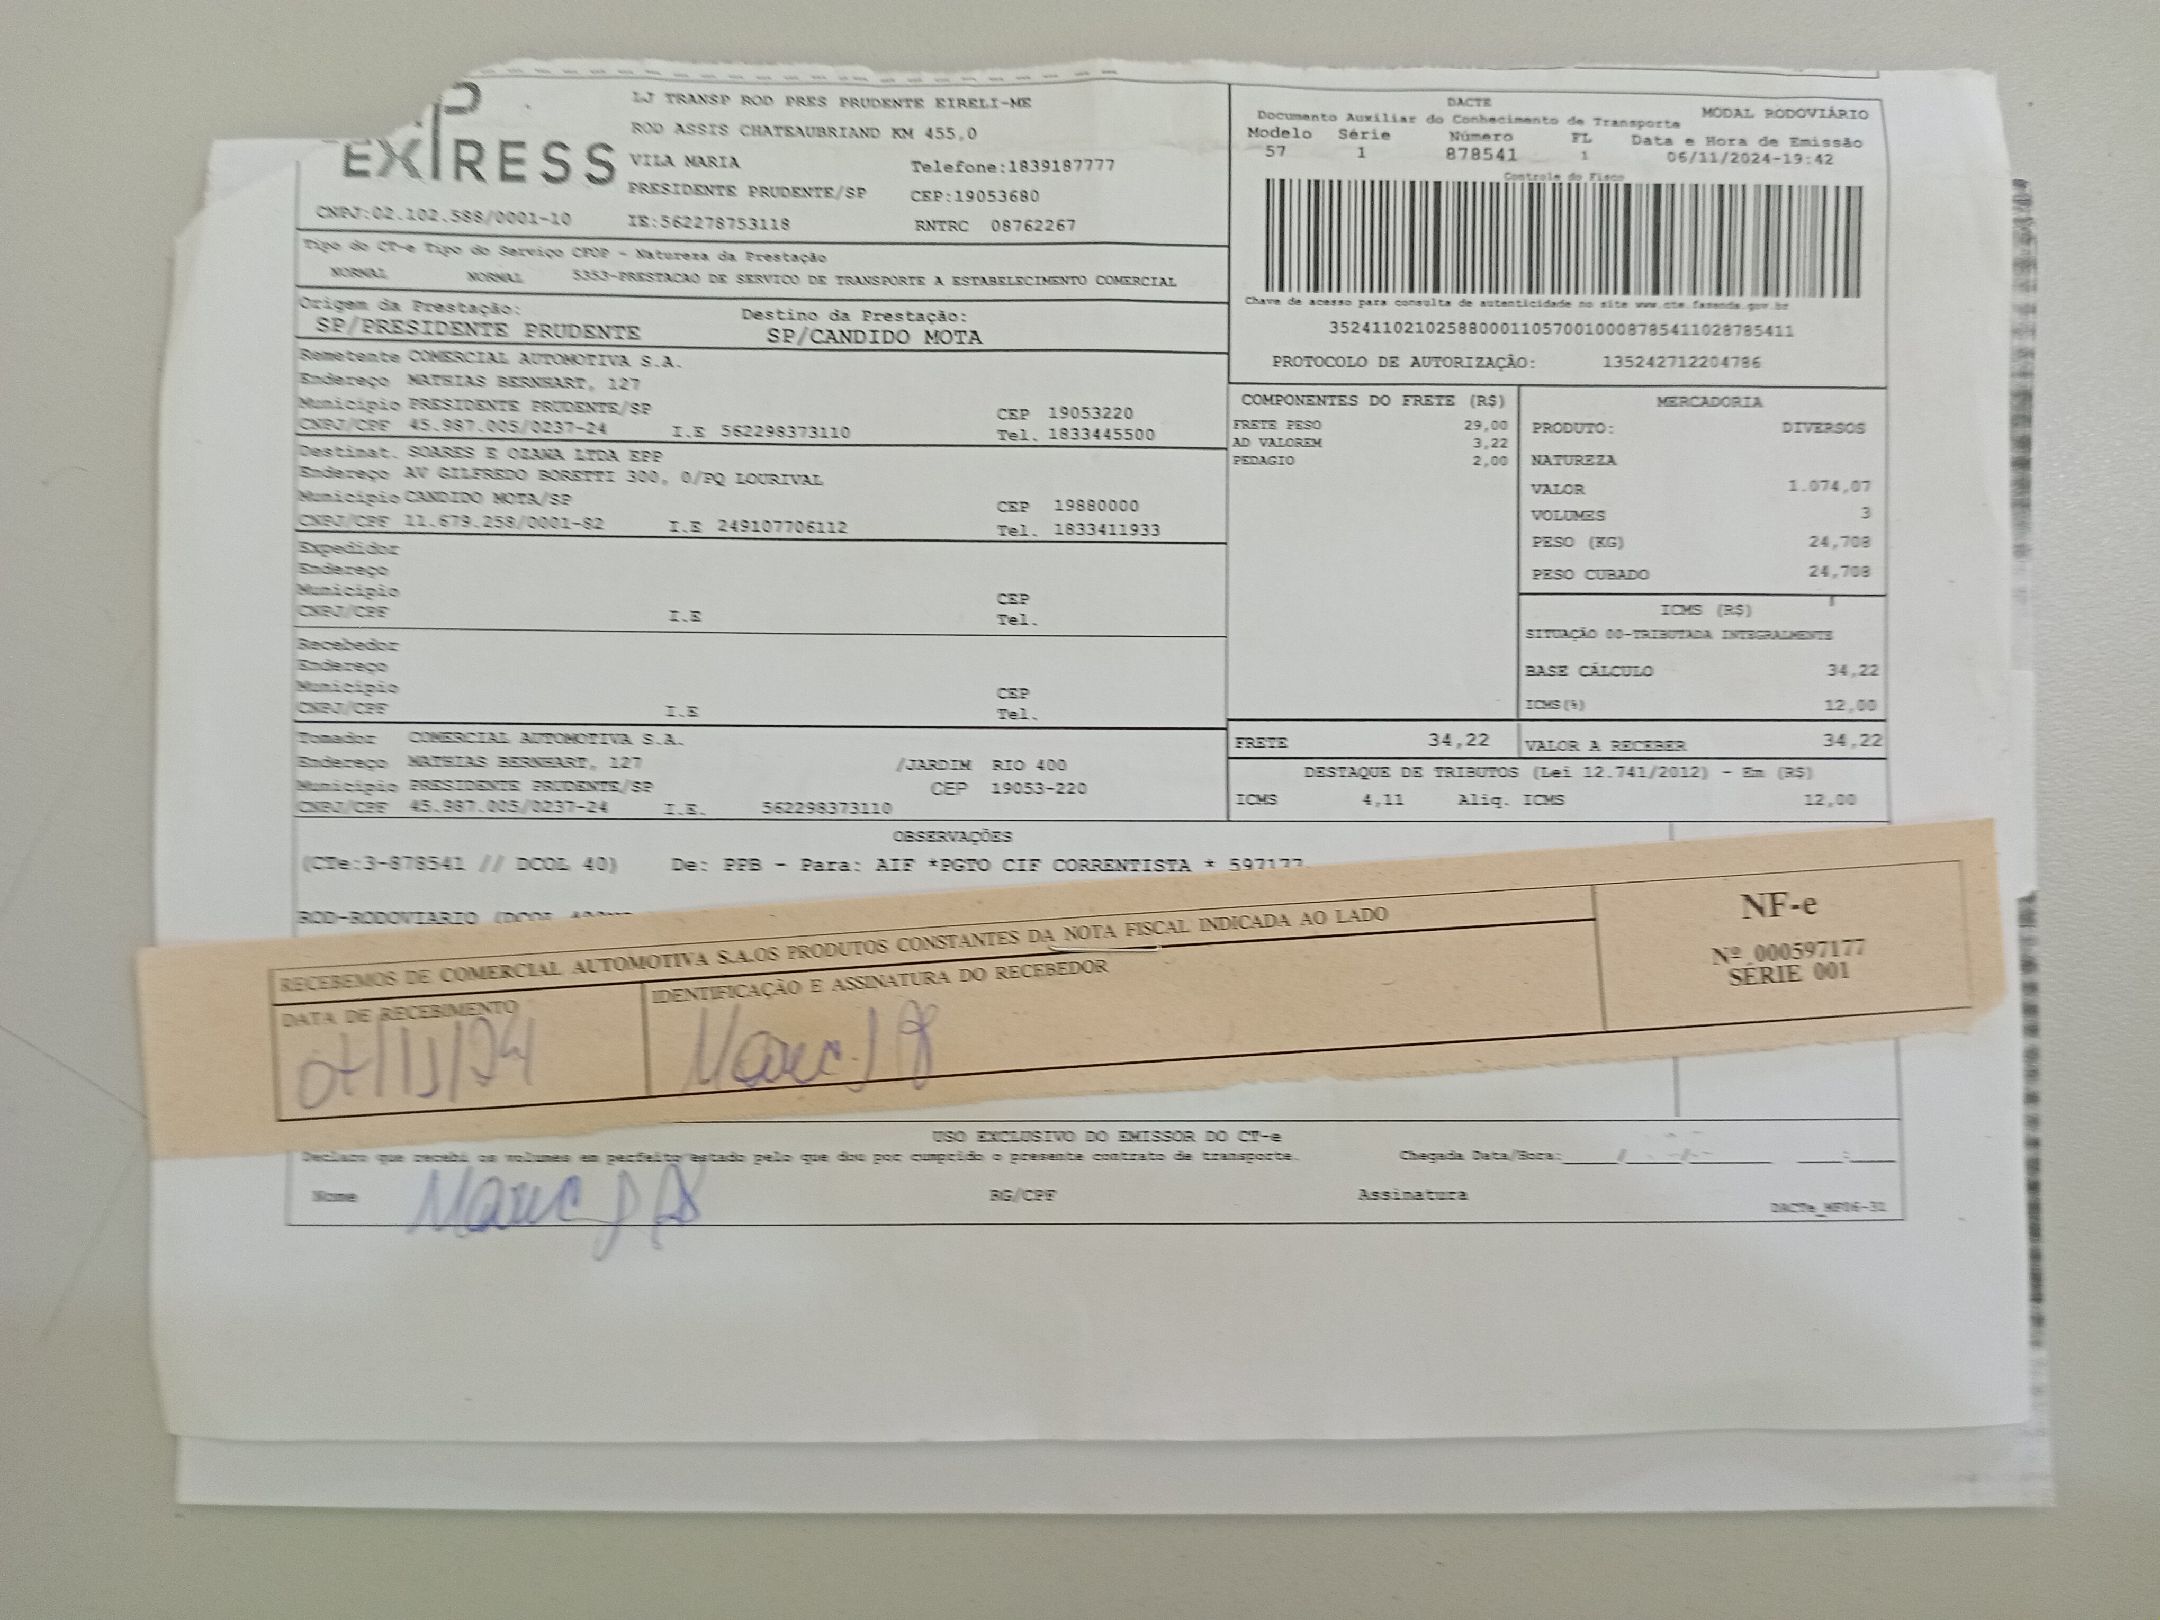 EXPRESS
LJ TRANSP ROD PRES PRUDENTE EIRELI-ME
ROD ASSIS CHATEAUBRIAND KM 455,0
VILA MARIA Telefone:1839187777
PRESIDENTE PRUDENTE/SP CEP:19053680
CNPJ:02.102.588/0001-10 IE:562278753118 RNTRC 08762267
Tipo do CT-e Tipo do Serviço CFOP - Natureza da Prestação
NORMAL NORMAL 5353-PRESTACAO DE SERVICO DE TRANSPORTE A ESTABELECIMENTO COMERCIAL
Origem da Prestação: Destino da Prestação:
SP/PRESIDENTE PRUDENTE SP/CANDIDO MOTA
Remetente COMERCIAL AUTOMOTIVA S.A.
Endereço MATHIAS BERNHART, 127
Município PRESIDENTE PRUDENTE/SP CEP 19053220
CNPJ/CPF 45.987.005/0237-24 I.E 562298373110 Tel. 1833445500
Destinat. SOARES E OZANA LTDA EPP
Endereço AV GILFREDO BORETTI 300, 0/PQ LOURIVAL
Município CANDIDO MOTA/SP CEP 19880000
CNPJ/CPF 11.679.258/0001-82 I.E 249107706112 Tel. 1833411933
Expedidor
Endereço
Município CEP
CNPJ/CPF I.E Tel.
Recebedor
Endereço
Município CEP
CNPJ/CPF I.E Tel.
Tomador COMERCIAL AUTOMOTIVA S.A.
Endereço MATHIAS BERNHART, 127 /JARDIM RIO 400
Município PRESIDENTE PRUDENTE/SP CEP 19053-220
CNPJ/CPF 45.987.005/0237-24 I.E. 562298373110
DACTE
Documento Auxiliar do Conhecimento de Transporte MODAL RODOVIÁRIO
Modelo Série Número FL Data e Hora de Emissão
57 1 878541 1 06/11/2024-19:42
Controle do Fisco
Chave de acesso para consulta de autenticidade no site www.cte.fazenda.gov.br
35241102102588000110570010008785411028785411
PROTOCOLO DE AUTORIZAÇÃO: 135242712204786
COMPONENTES DO FRETE (R$)
FRETE PESO 29,00
AD VALOREM 3,22
PEDAGIO 2,00
MERCADORIA
PRODUTO: DIVERSOS
NATUREZA
VALOR 1.074,07
VOLUMES 3
PESO (KG) 24,708
PESO CUBADO 24,708
ICMS (R$)
SITUAÇÃO 00-TRIBUTADA INTEGRALMENTE
BASE CÁLCULO 34,22
ICMS(%) 12,00
FRETE 34,22 VALOR A RECEBER 34,22
DESTAQUE DE TRIBUTOS (Lei 12.741/2012) - Em (R$)
ICMS 4,11 Aliq. ICMS 12,00
OBSERVAÇÕES
(CTe:3-878541 // DCOL 40) De: PPB - Para: AIF *PGTO CIF CORRENTISTA * 597177
ROD-RODOVIARIO (DCOL
RECEBEMOS DE COMERCIAL AUTOMOTIVA S.A.OS PRODUTOS CONSTANTES DA NOTA FISCAL INDICADA AO LADO
DATA DE RECEBIMENTO IDENTIFICAÇÃO E ASSINATURA DO RECEBEDOR
07/11/24
NF-e
Nº 000597177
SÉRIE 001
USO EXCLUSIVO DO EMISSOR DO CT-e
Declaro que recebi os volumes em perfeito estado pelo que dou por cumprido o presente contrato de transporte. Chegada Data/Hora:____/____/____ ___:___
Nome RG/CPF Assinatura